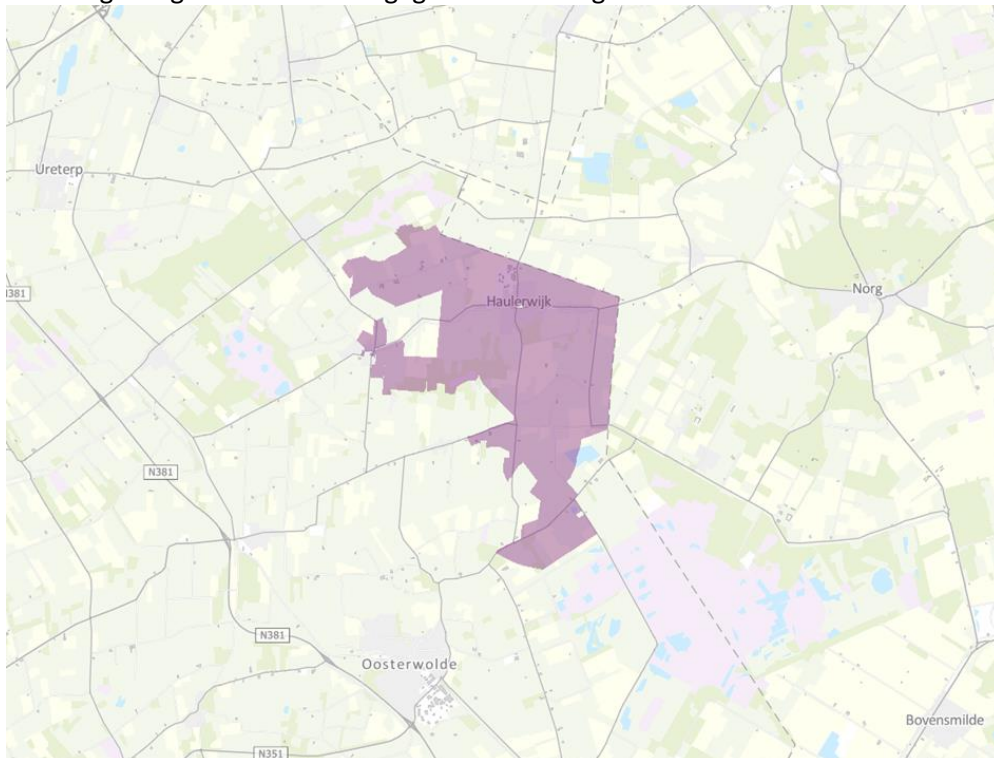 Ureterp
Norg
N381
Haulerwijk
N381
N381
Oosterwolde
Bovensmilde
N351